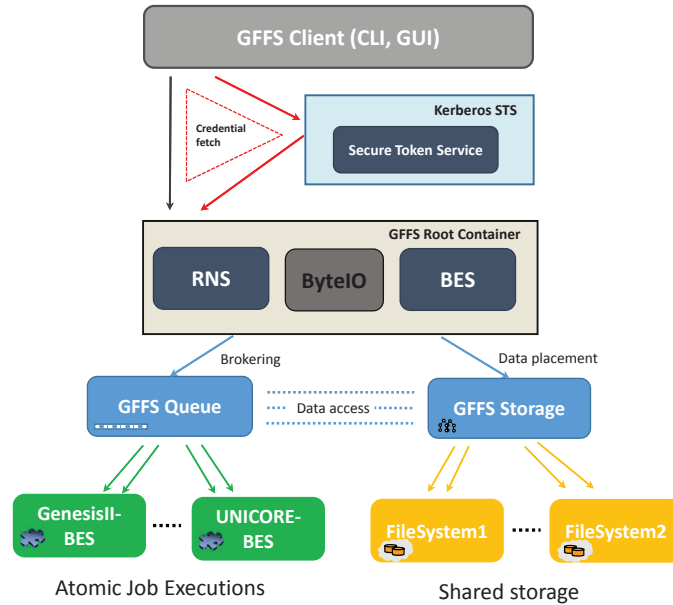 GFFS Client (CLI, GUI)
Kerberos STS
Credential
fetch
Secure Token Service
GFFS Root Container
RNS
ByteIO
BES
Brokering
Data placement
GFFS Queue
Data access
GFFS Storage
GenesisII-
BES
UNICORE-
BES
FileSystem1
FileSystem2
Atomic Job Executions
Shared storage